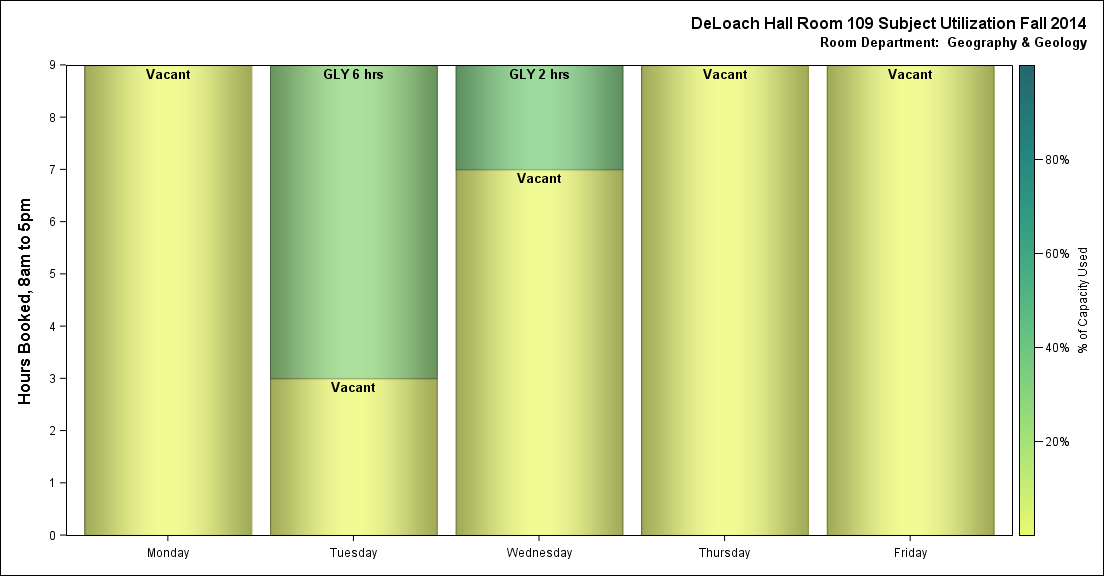 DeLoach Hall Room 109 Subject Utilization Fall 2014
Room Department: Geography & Geology
Hours Booked, 8am to 5pm
9
8
7
6
5
4
3
2
1
0
Vacant
GLY 6 hrs
Vacant
GLY 2 hrs
Vacant
Vacant
Vacant
Monday
Tuesday
Wednesday
Thursday
Friday
80%
60%
40%
20%
% of Capacity Used